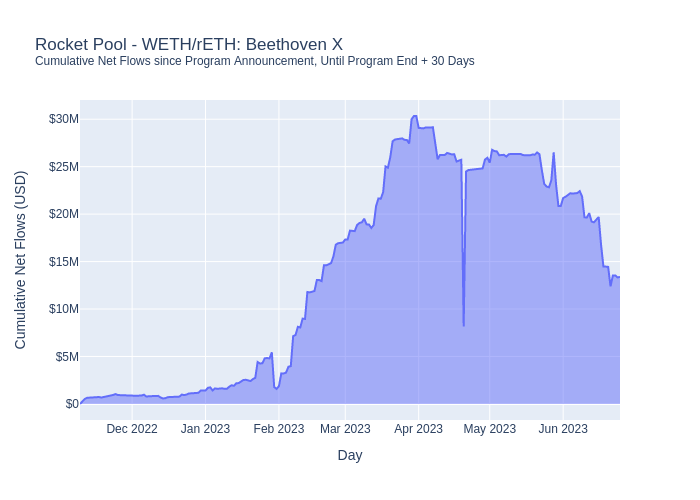 Rocket Pool - WETH/rETH: Beethoven X
Cumulative Net Flows since Program Announcement, Until Program End + 30 Days
Cumulative Net Flows (USD)
$30M
$25M
$20M
$15M
$10M
$5M
$0
Dec 2022
Jan 2023
Feb 2023
Mar 2023
Apr 2023
May 2023
Jun 2023
Day